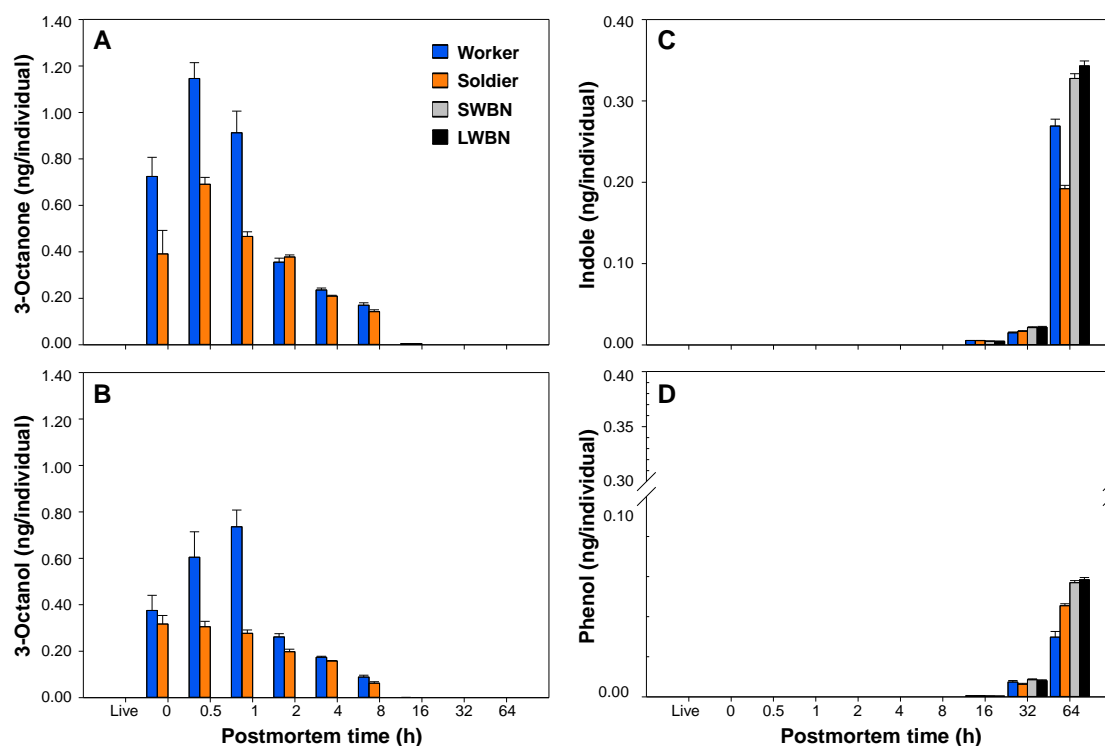 A
1.40
1.20
1.00
0.80
0.60
0.40
0.20
0.00
3-Octanone (ng/individual)
Worker
Soldier
SWBN
LWBN
B
1.40
1.20
1.00
0.80
0.60
0.40
0.20
0.00
3-Octanol (ng/individual)
Live 0 0.5 1 2 4 8 16 32 64
Postmortem time (h)
C
0.40
0.30
0.20
0.10
0.00
Indole (ng/individual)
D
0.40
0.30
0.10
0.00
Phenol (ng/individual)
Live 0 0.5 1 2 4 8 16 32 64
Postmortem time (h)